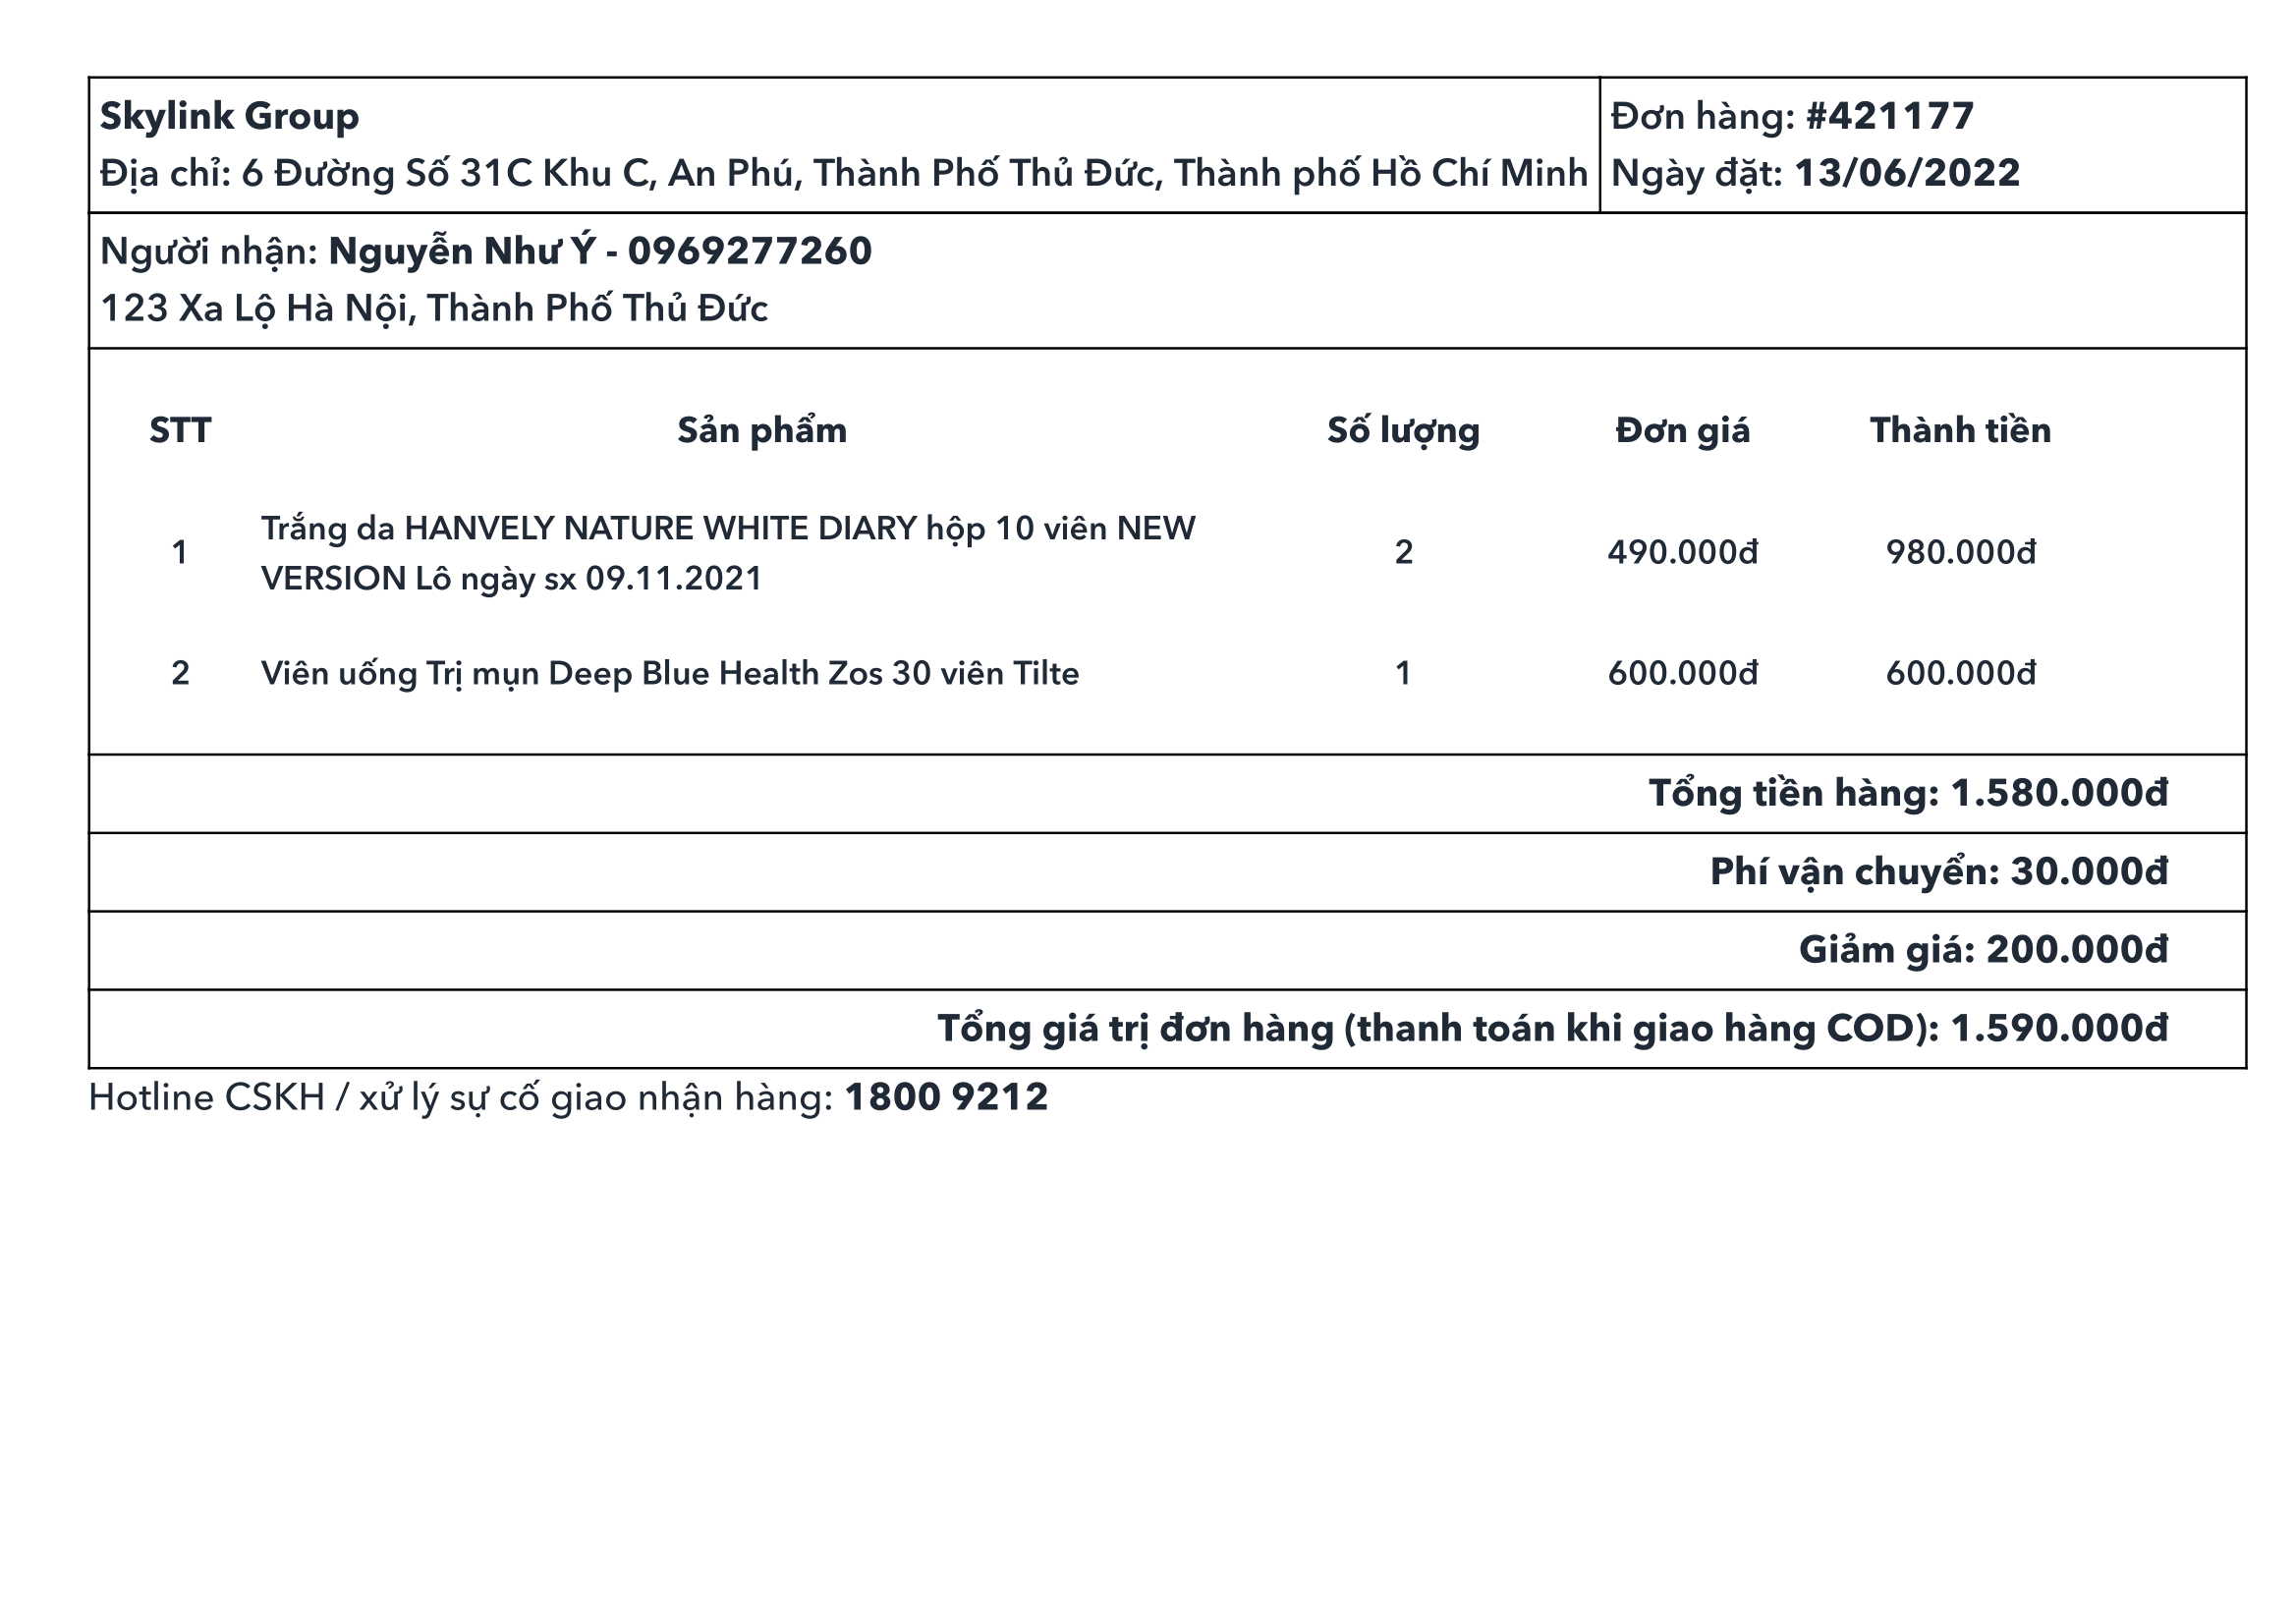 Skylink Group
Địa chỉ: 6 Đường Số 31C Khu C, An Phú, Thành Phố Thủ Đức, Thành phố Hồ Chí Minh
Đơn hàng: #421177
Ngày đặt: 13/06/2022
Người nhận: Nguyễn Như Ý - 0969277260
123 Xa Lộ Hà Nội, Thành Phố Thủ Đức
STT Sản phẩm Số lượng Đơn giá Thành tiền
1 Trắng da HANVELY NATURE WHITE DIARY hộp 10 viên NEW
VERSION Lô ngày sx 09.11.2021 2 490.000đ 980.000đ
2 Viên uống Trị mụn Deep Blue Health Zos 30 viên Tilte 1 600.000đ 600.000đ
Tổng tiền hàng: 1.580.000đ
Phí vận chuyển: 30.000đ
Giảm giá: 200.000đ
Tổng giá trị đơn hàng (thanh toán khi giao hàng COD): 1.590.000đ
Hotline CSKH / xử lý sự cố giao nhận hàng: 1800 9212